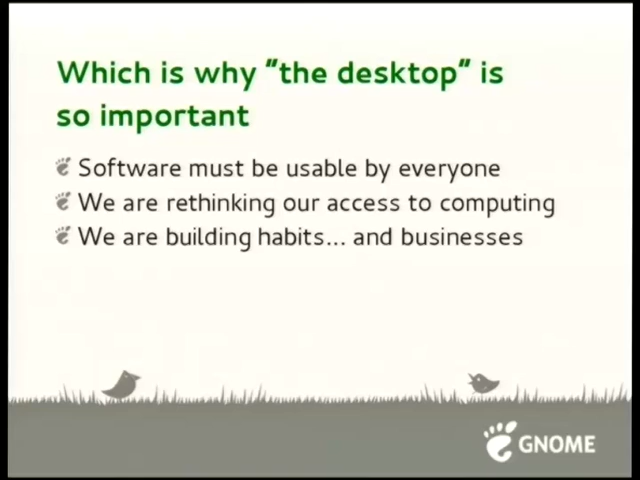 Which is why "the desktop" is
so important
Software must be usable by everyone
We are rethinking our access to computing
We are building habits... and businesses
GNOME